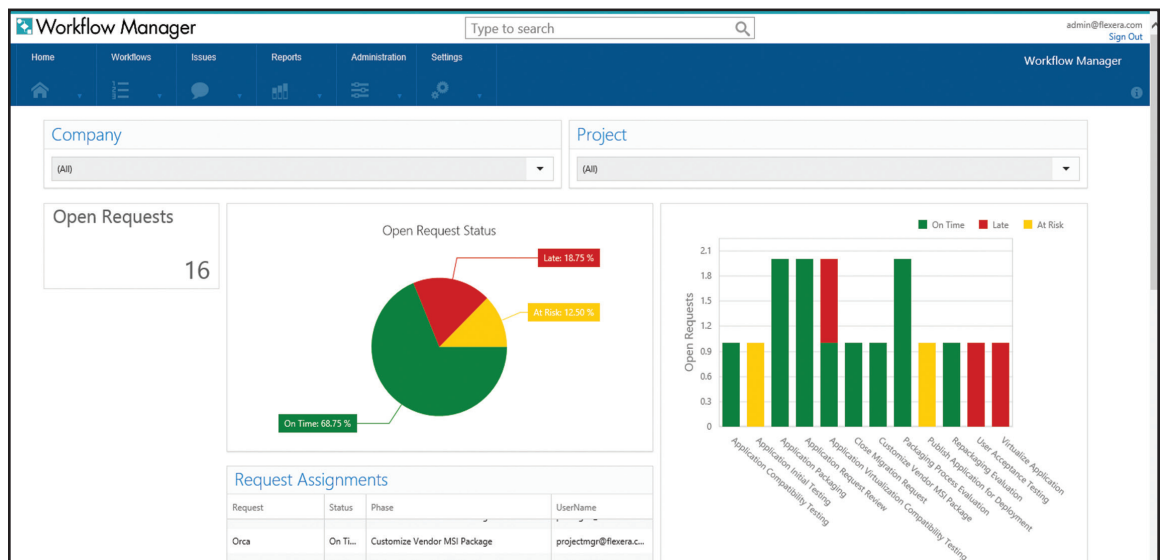 Workflow Manager
Type to search
admin@flexera.com
Sign Out
Home
Workflows
Issues
Reports
Administration
Settings
Workflow Manager
Company
Project
(All)
(All)
Open Requests
16
Open Request Status
Late: 18.75 %
At Risk: 12.50 %
On Time: 68.75 %
On Time
Late
At Risk
Open Requests
2.1
1.8
1.5
1.2
0.9
0.6
0.3
0
Application Compatibility Testing
Application Initial Testing
Application Packaging
Application Request Review
Application Virtualization Compatibility Testing
Close Migration Request
Customize Vendor MSI Package
Packaging Process Evaluation
Publish Application for Deployment
Repackaging Evaluation
User Acceptance Testing
Virtualize Application
Request Assignments
Request
Status
Phase
UserName
Orca
On Ti...
Customize Vendor MSI Package
projectmgr@flexera.c...